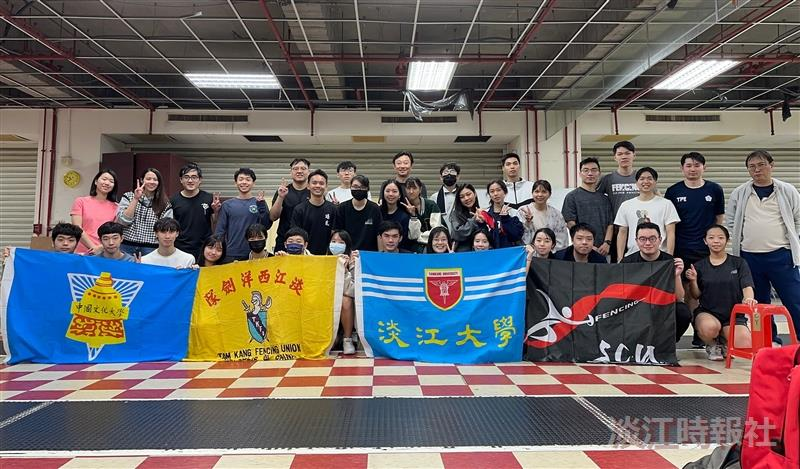 中國文化大學
淡江西洋劍隊
TAM KANG FENCING UNION
TAMKANG UNIVERSITY
淡江大學
FENCING
SCU
TPE
淡江時報社